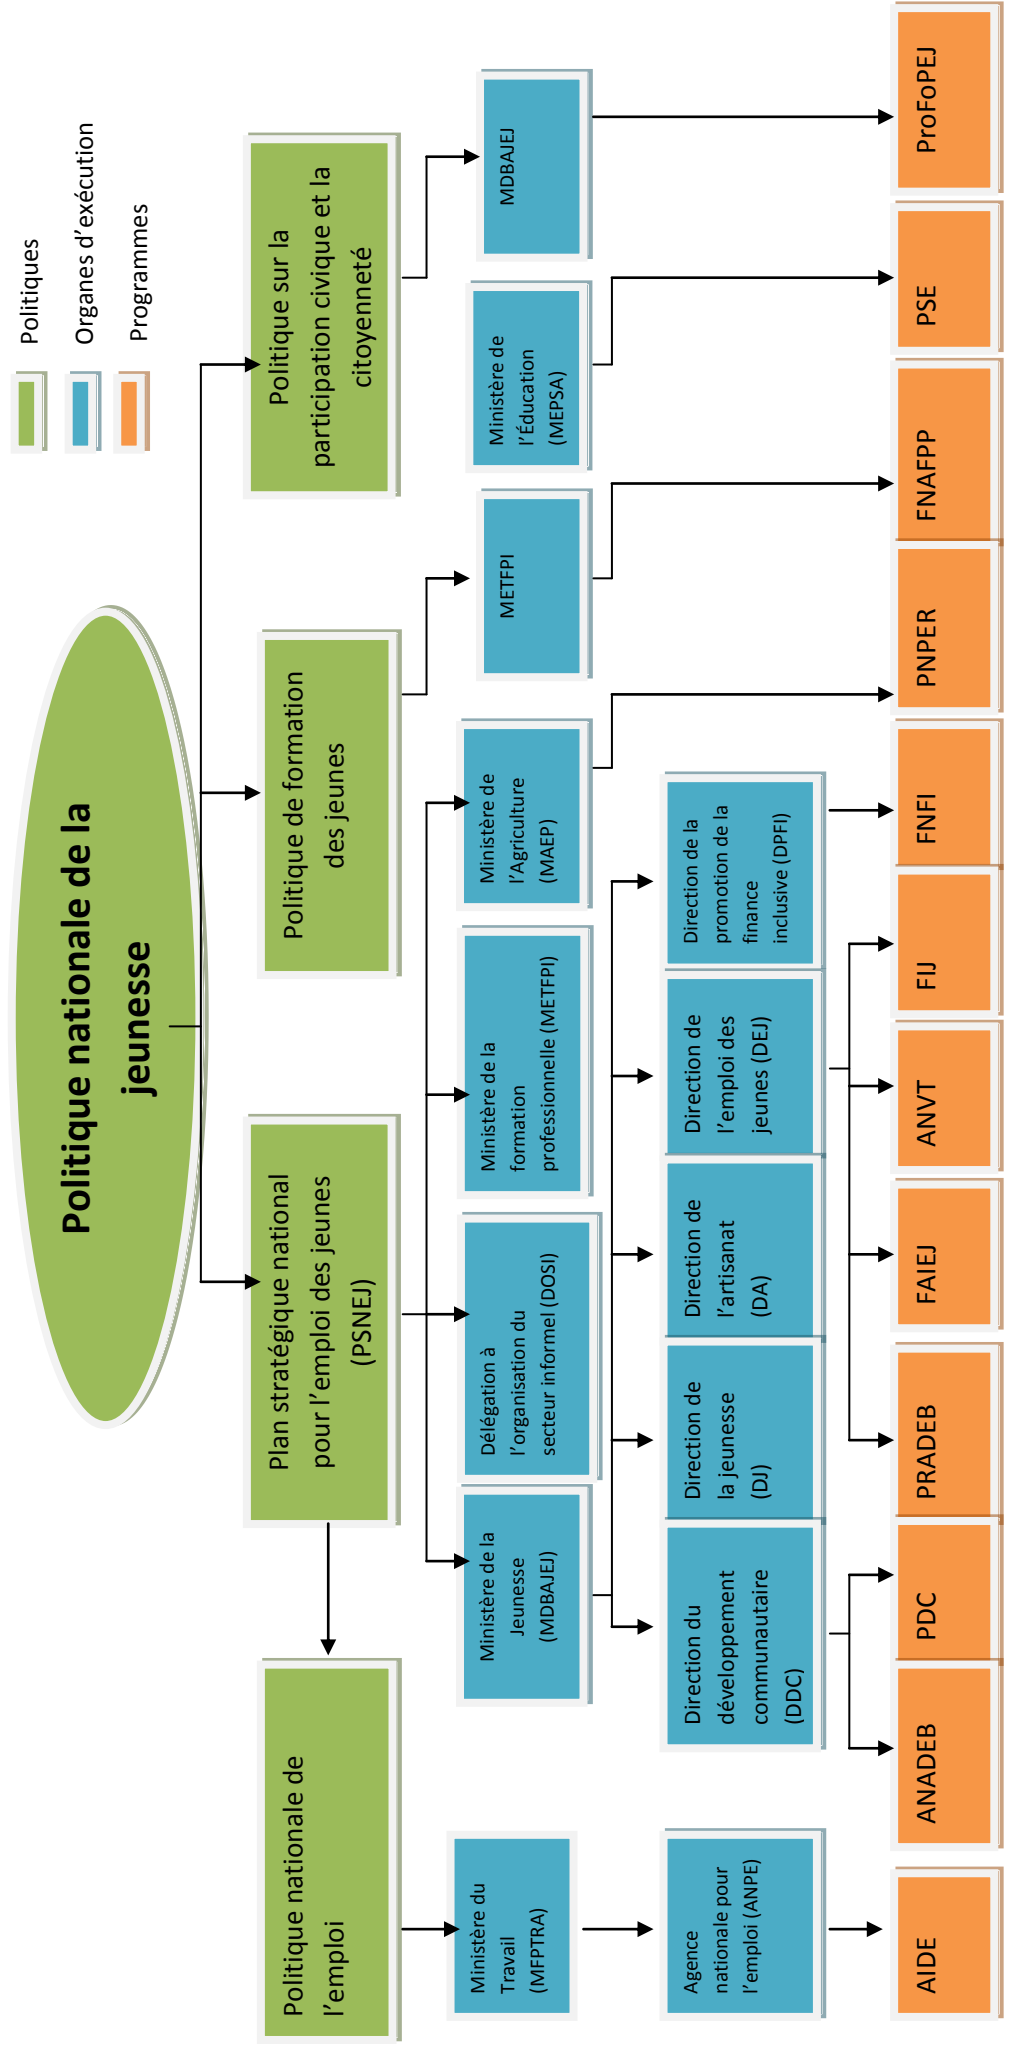 Politiques
Organes d'exécution
Programmes
Politique nationale de la
jeunesse
Politique nationale de
l'emploi
Plan stratégique national
pour l'emploi des jeunes
(PSNEJ)
Politique de formation
des jeunes
Politique sur la
participation civique et la
citoyenneté
Ministère du
Travail
(MFPTRA)
Ministère de la
Jeunesse
(MDBAJEJ)
Délégation à
l'organisation du
secteur informel (DOSI)
Ministère de la
formation
professionnelle (METFPI)
Ministère de
l'Agriculture
(MAEP)
METFPI
Ministère de
l'Éducation
(MEPSA)
MDBAJEJ
Agence
nationale pour
l'emploi (ANPE)
Direction du
développement
communautaire
(DDC)
Direction de
la jeunesse
(DJ)
Direction de
l'artisanat
(DA)
Direction de
l'emploi des
jeunes (DEJ)
Direction de la
promotion de la
finance
inclusive (DPFI)
AIDE
ANADEB
PDC
PRADEB
FAIEJ
ANVT
FIJ
FNFI
PNPER
FNAFPP
PSE
ProFoPEJ